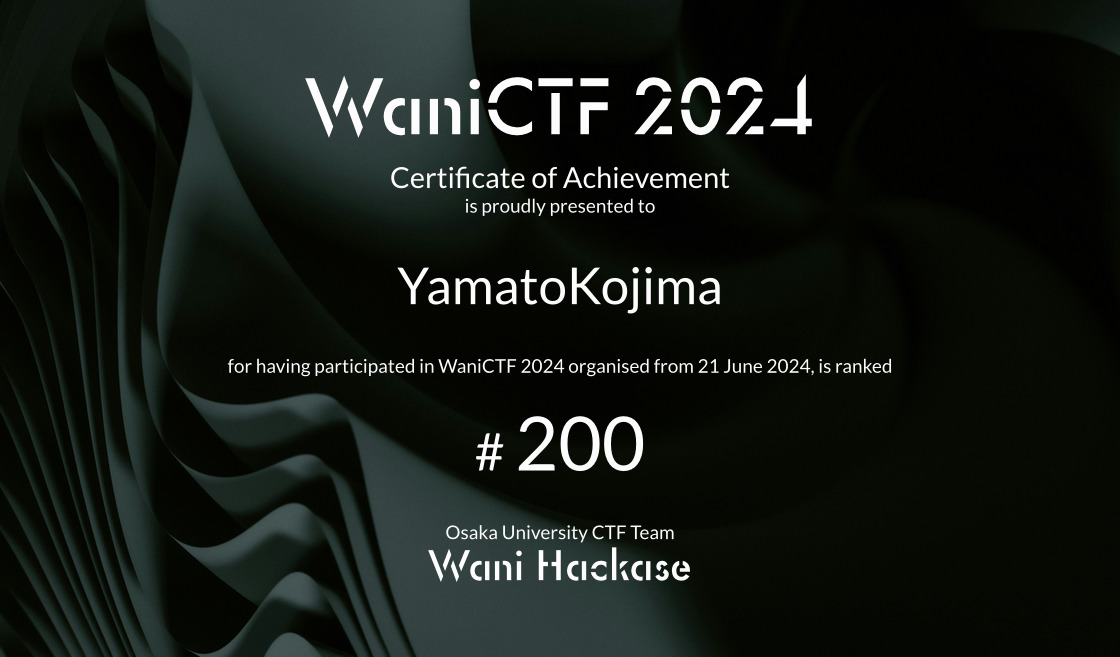 WaniCTF 2024
Certificate of Achievement
is proudly presented to
YamatoKojima
for having participated in WaniCTF 2024 organised from 21 June 2024, is ranked
# 200
Osaka University CTF Team
Wani Hackase